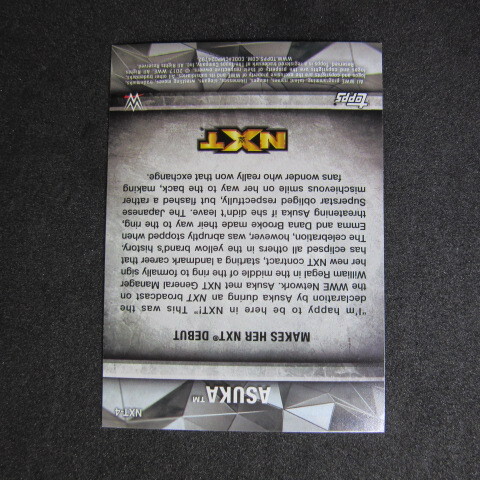 NXT-4
ASUKA™
MAKES HER NXT® DEBUT
"I'm happy to be in here in NXT!" This was the
declaration by Asuka during an NXT broadcast on
the WWE Network. Asuka met NXT General Manager
William Regal in the middle of the ring to formally sign
her new NXT contract, starting a landmark career that
has eclipsed all others in the yellow brand's history.
The celebration, however, was abruptly stopped when
Emma and Dana Brooke made their way to the ring,
threatening Asuka if she didn't leave. The Japanese
Superstar obliged respectfully, but flashed a rather
mischievous smile on her way to the back, making
fans wonder who really won that exchange.
NXT
Topps
W